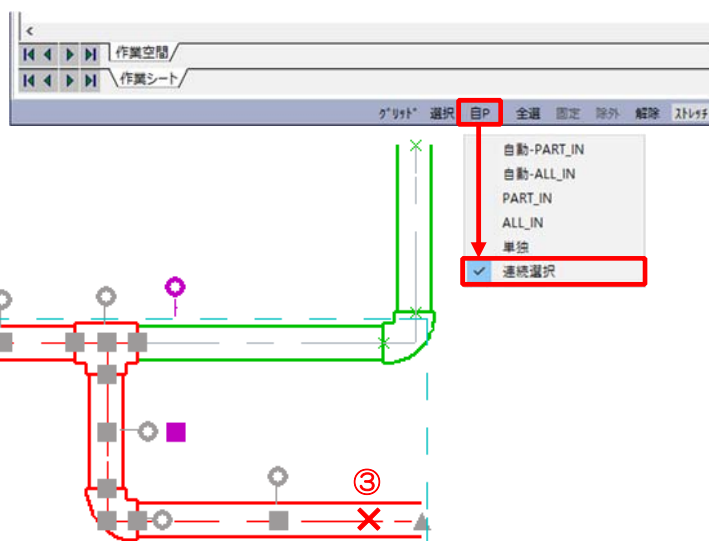 作業空間
作業シート
ｸﾞﾘｯﾄﾞ 選択 自P 全選 固定 除外 解除 ｽﾄﾚｯﾁ
自動-PART_IN
自動-ALL_IN
PART_IN
ALL_IN
単独
✓ 連続選択
③